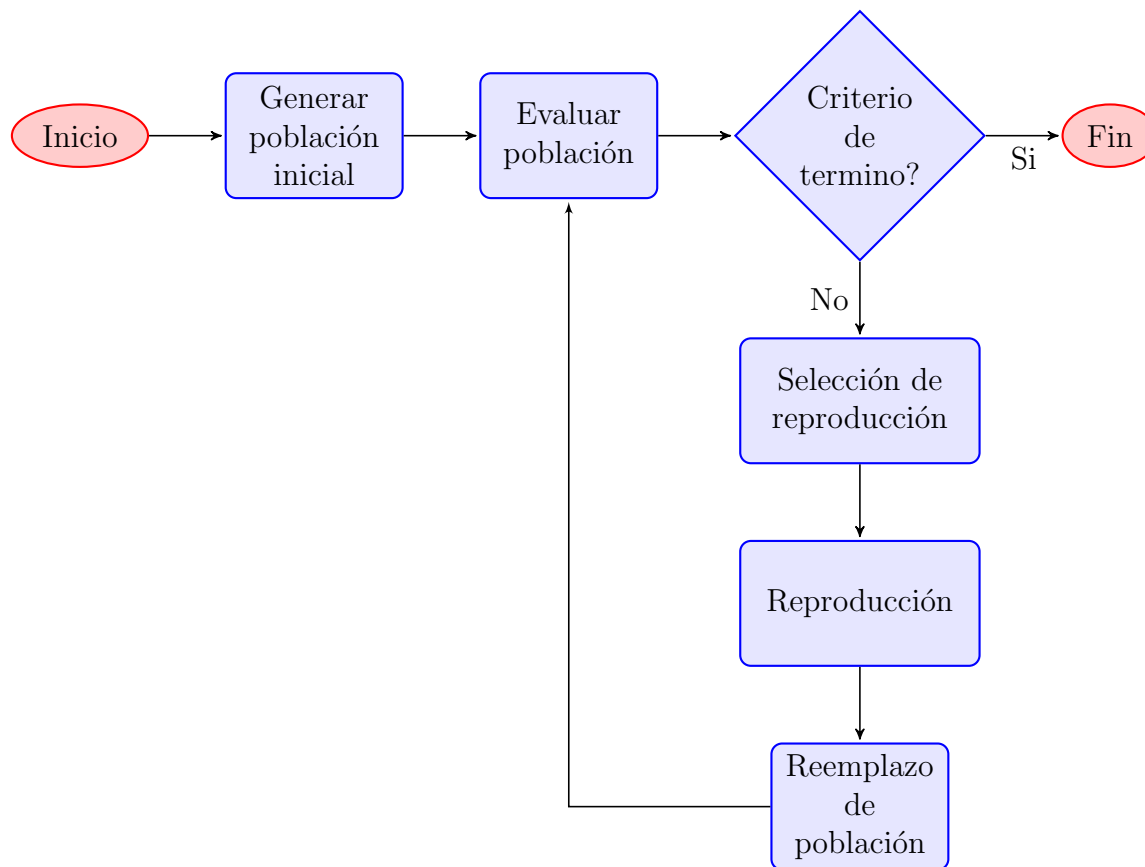 Inicio
Generar
población
inicial
Evaluar
población
Criterio
de
termino?
Si
Fin
No
Selección de
reproducción
Reproducción
Reemplazo
de
población